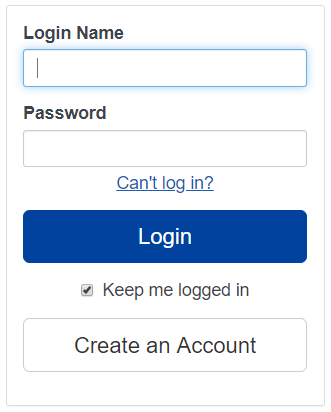 Login Name
Password
Can't log in?
Login
Keep me logged in
Create an Account